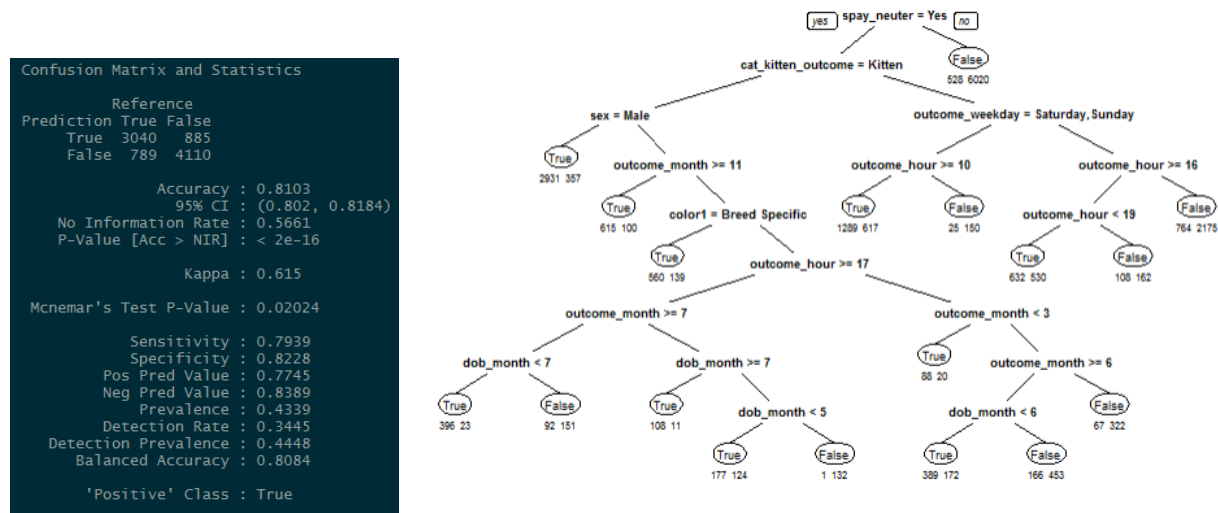 Confusion Matrix and Statistics
Reference
Prediction True False
True 3040 885
False 789 4110
Accuracy : 0.8103
95% CI : (0.802, 0.8184)
No Information Rate : 0.5661
P-Value [Acc > NIR] : < 2e-16
Kappa : 0.615
Mcnemar's Test P-Value : 0.02024
Sensitivity : 0.7939
Specificity : 0.8228
Pos Pred Value : 0.7745
Neg Pred Value : 0.8389
Prevalence : 0.4339
Detection Rate : 0.3445
Detection Prevalence : 0.4448
Balanced Accuracy : 0.8084
'Positive' Class : True
yes spay_neuter = Yes no
cat_kitten_outcome = Kitten
False
528 6020
sex = Male
outcome_weekday = Saturday,Sunday
True
2931 357
outcome_month >= 11
outcome_hour >= 10
outcome_hour >= 16
True
615 100
color1 = Breed Specific
True
1289 617
False
25 150
outcome_hour < 19
False
764 2175
True
560 139
outcome_hour >= 17
True
632 530
False
108 162
outcome_month >= 7
outcome_month < 3
dob_month < 7
dob_month >= 7
True
88 20
outcome_month >= 6
True
396 23
False
92 151
True
108 11
dob_month < 5
dob_month < 6
False
67 322
True
177 124
False
1 132
True
389 172
False
166 453